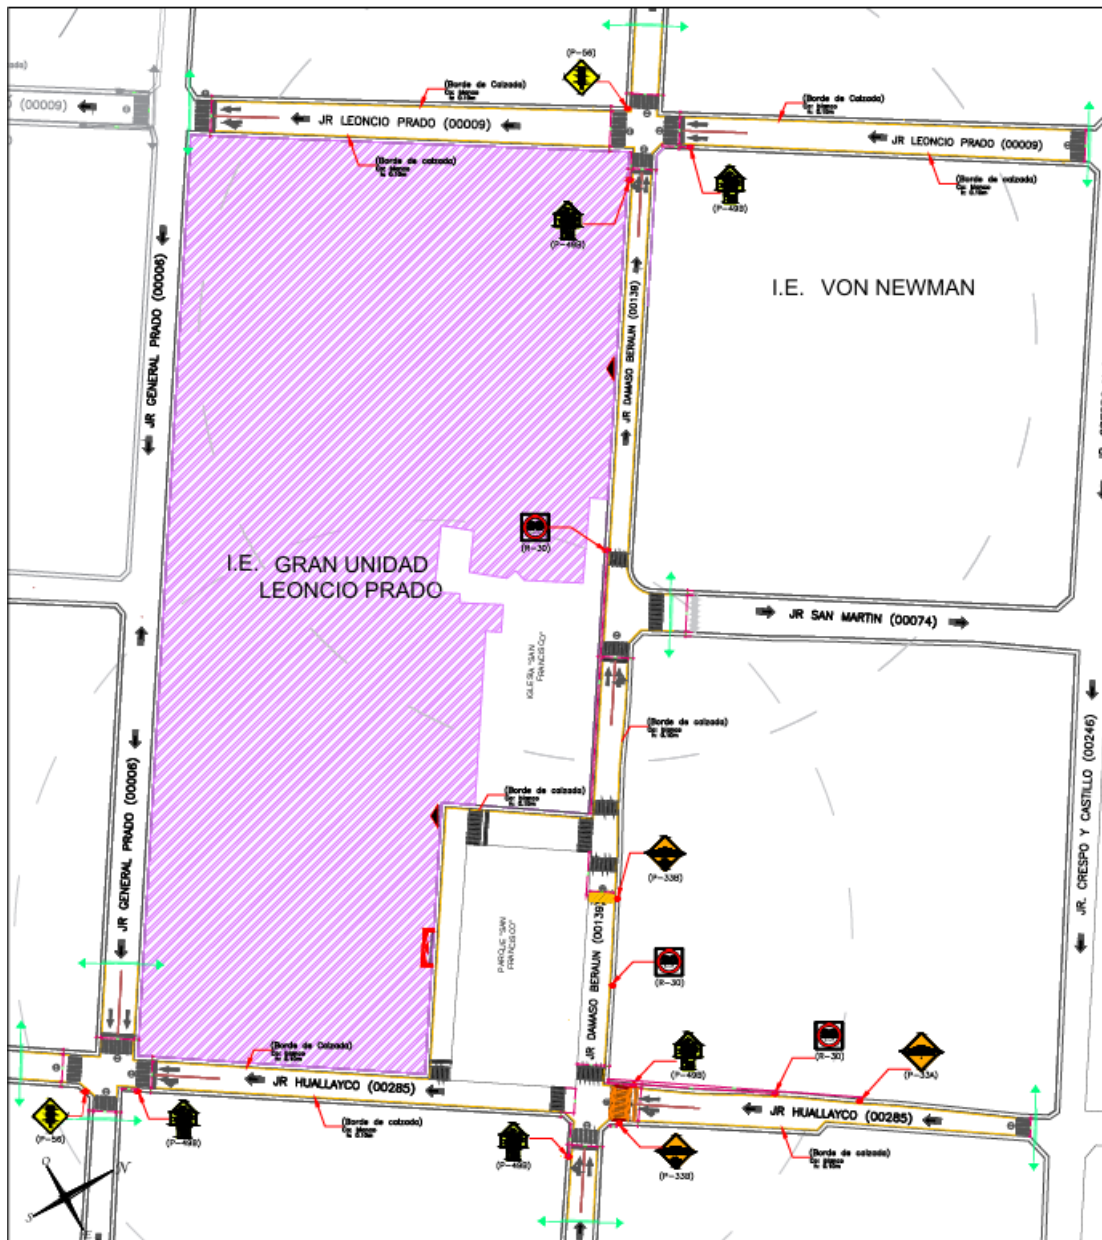 (P-56)
(Borde de Calzada)
(Borde de Calzada)
(00009)
JR LEONCIO PRADO (00009)
JR LEONCIO PRADO (00009)
(Borde de calzada)
(Borde de calzada)
(P-49B)
(P-49B)
JR GENERAL PRADO (00006)
JR DAMASO BERAUN (00139)
I.E. VON NEWMAN
(R-30)
I.E. GRAN UNIDAD
LEONCIO PRADO
JR SAN MARTIN (00074)
IGLESIA "SAN
FRANCISCO"
(Borde de calzada)
JR. CRESPO Y CASTILLO (00246)
JR GENERAL PRADO (00006)
(Borde de calzada)
(P-33B)
PARQUE "SAN
FRANCISCO"
JR DAMASO BERAUN (00139)
(R-30)
(Borde de Calzada)
(P-49B)
(R-30)
(P-33A)
JR HUALLAYCO (00285)
JR HUALLAYCO (00285)
(P-56)
(P-49B)
(Borde de calzada)
(P-49B)
(P-33B)
(Borde de calzada)
O
N
S
E